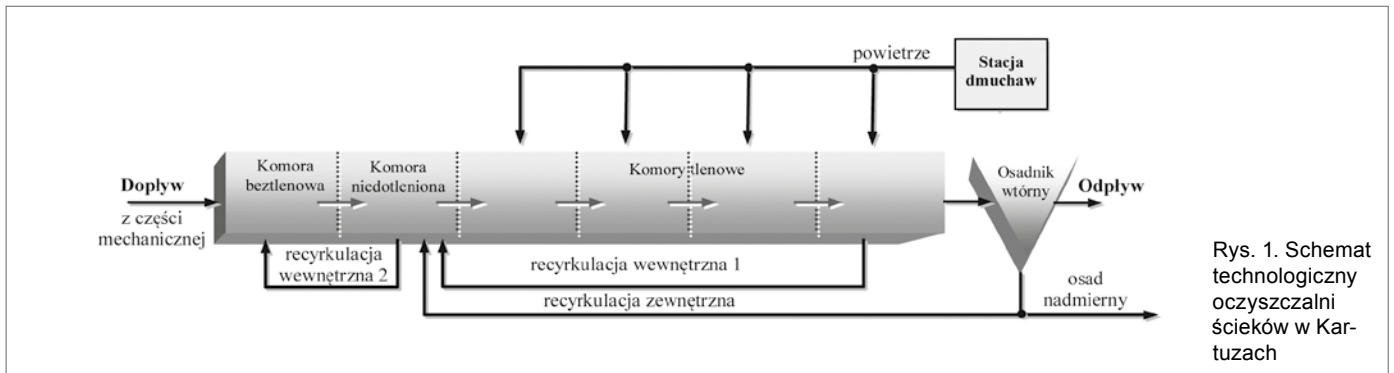 powietrze
Stacja
dmuchaw
Komora
beztlenowa
Komora
niedotleniona
Komory tlenowe
Osadnik
wtórny
Dopływ
z części
mechanicznej
Odpływ
recyrkulacja
wewnętrzna 2
recyrkulacja wewnętrzna 1
recyrkulacja zewnętrzna
osad
nadmierny
Rys. 1. Schemat
technologiczny
oczyszczalni
ścieków w Kar-
tuzach